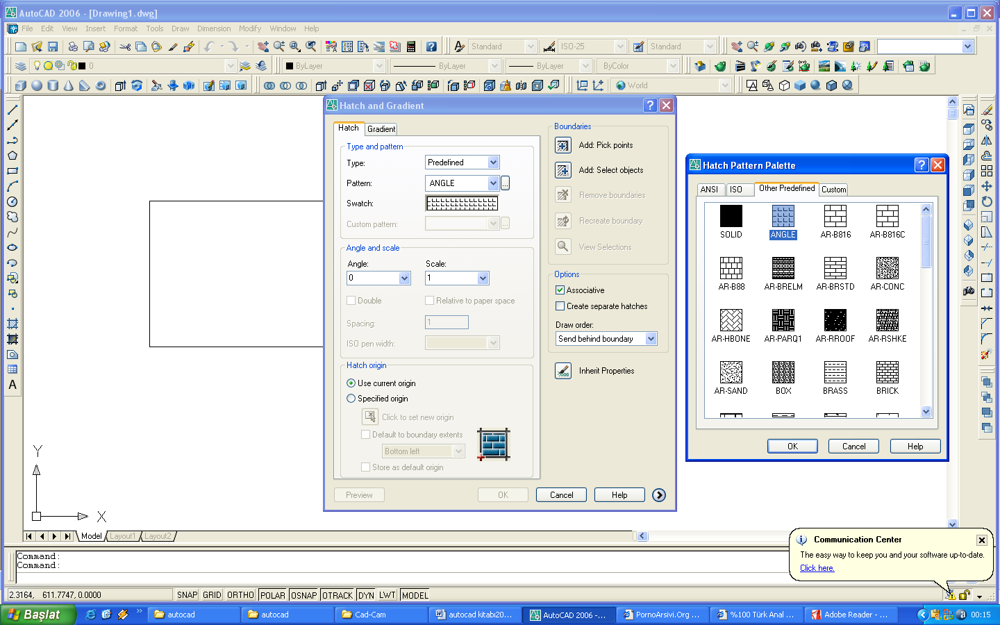 AutoCAD 2006 - [Drawing1.dwg]
File Edit View Insert Format Tools Draw Dimension Modify Window Help
Standard ISO-25 Standard
0 ByLayer ByLayer ByLayer ByColor
World
Hatch and Gradient
Hatch Gradient
Type and pattern
Type: Predefined
Pattern: ANGLE ...
Swatch:
Custom pattern: ...
Angle and scale
Angle: Scale:
0 1
Double Relative to paper space
Spacing: 1
ISO pen width:
Hatch origin
Use current origin
Specified origin
Click to set new origin
Default to boundary extents
Bottom left
Store as default origin
Boundaries
Add: Pick points
Add: Select objects
Remove boundaries
Recreate boundary
View Selections
Options
Associative
Create separate hatches
Draw order:
Send behind boundary
Inherit Properties
Preview OK Cancel Help
Hatch Pattern Palette
ANSI ISO Other Predefined Custom
SOLID ANGLE AR-B816 AR-B816C
AR-B88 AR-BRELM AR-BRSTD AR-CONC
AR-HBONE AR-PARQ1 AR-RROOF AR-RSHKE
AR-SAND BOX BRASS BRICK
OK Cancel Help
Y
X
Model Layout1 Layout2
Command:
Command:
Communication Center
The easy way to keep you and your software up-to-date.
Click here.
2.3164, 611.7747, 0.0000 SNAP GRID ORTHO POLAR OSNAP OTRACK DYN LWT MODEL
Başlat autocad autocad Cad-Cam autocad kitabi20... AutoCAD 2006 -... PornoArsivi.Org ... %100 Türk Anal ... Adobe Reader - ... 00:15